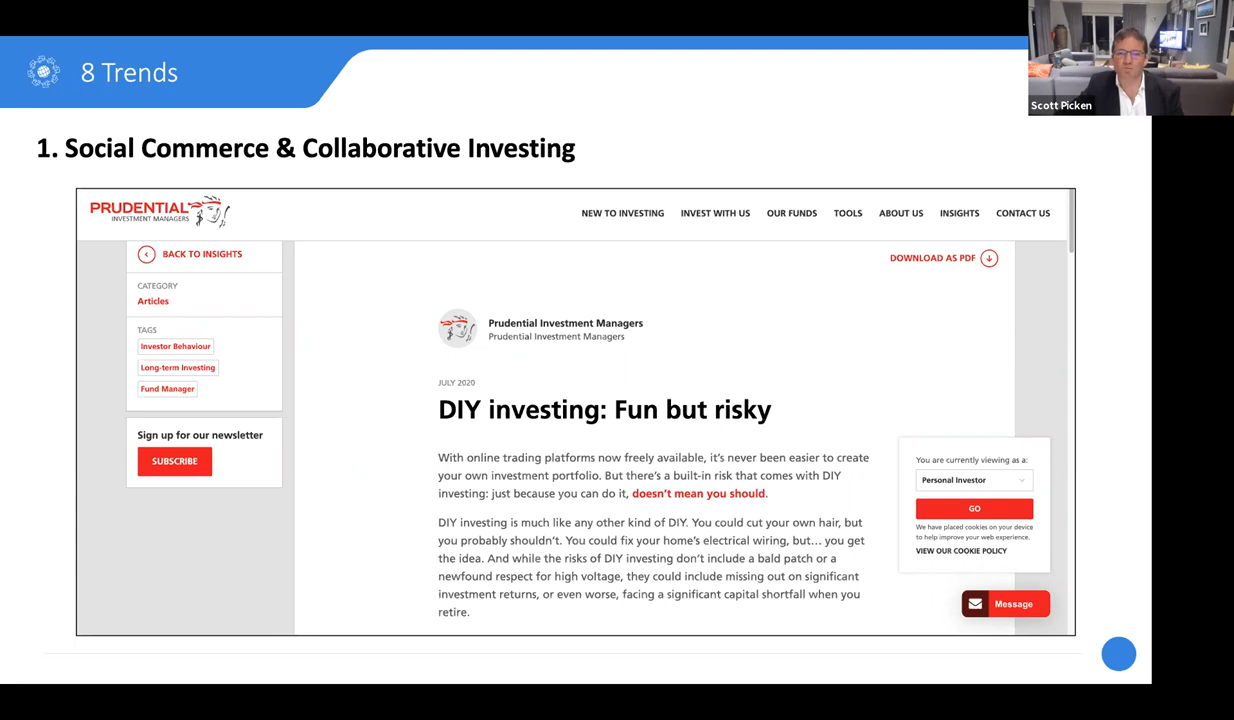 8 Trends
Scott Picken
1. Social Commerce & Collaborative Investing
PRUDENTIAL
INVESTMENT MANAGERS
NEW TO INVESTING
INVEST WITH US
OUR FUNDS
TOOLS
ABOUT US
INSIGHTS
CONTACT US
BACK TO INSIGHTS
CATEGORY
Articles
TAGS
Investor Behaviour
Long-term Investing
Fund Manager
Sign up for our newsletter
SUBSCRIBE
DOWNLOAD AS PDF
Prudential Investment Managers
Prudential Investment Managers
JULY 2020
DIY investing: Fun but risky
With online trading platforms now freely available, it's never been easier to create
your own investment portfolio. But there's a built-in risk that comes with DIY
investing: just because you can do it, doesn't mean you should.
DIY investing is much like any other kind of DIY. You could cut your own hair, but
you probably shouldn't. You could fix your home's electrical wiring, but... you get
the idea. And while the risks of DIY investing don't include a bald patch or a
newfound respect for high voltage, they could include missing out on significant
investment returns, or even worse, facing a significant capital shortfall when you
retire.
You are currently viewing as a:
Personal Investor
GO
We have placed cookies on your device
to help improve your web experience.
VIEW OUR COOKIE POLICY
Message